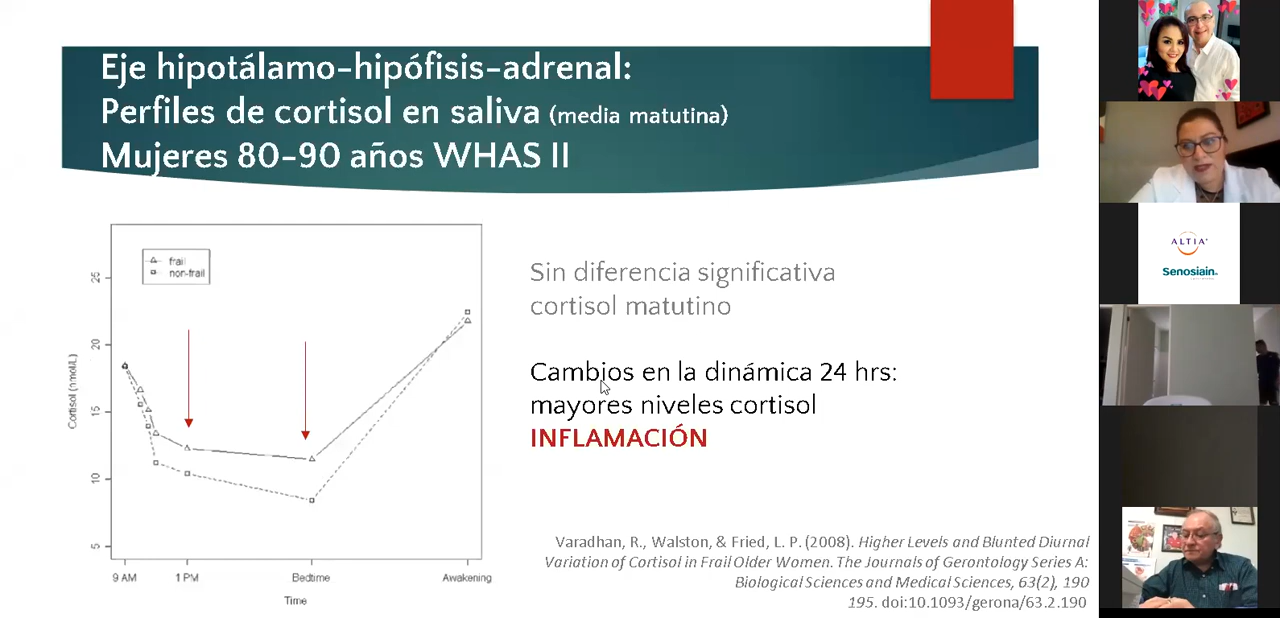 Eje hipotálamo-hipófisis-adrenal:
Perfiles de cortisol en saliva (media matutina)
Mujeres 80-90 años WHAS II
frail
non-frail
25
20
15
10
5
Cortisol (nmol/L)
9 AM
1 PM
Bedtime
Awakening
Time
Sin diferencia significativa
cortisol matutino
Cambios en la dinámica 24 hrs:
mayores niveles cortisol
INFLAMACIÓN
Varadhan, R., Walston, & Fried, L. P. (2008). Higher Levels and Blunted Diurnal
Variation of Cortisol in Frail Older Women. The Journals of Gerontology Series A:
Biological Sciences and Medical Sciences, 63(2), 190
195. doi:10.1093/gerona/63.2.190
ALTIA
Senosiain